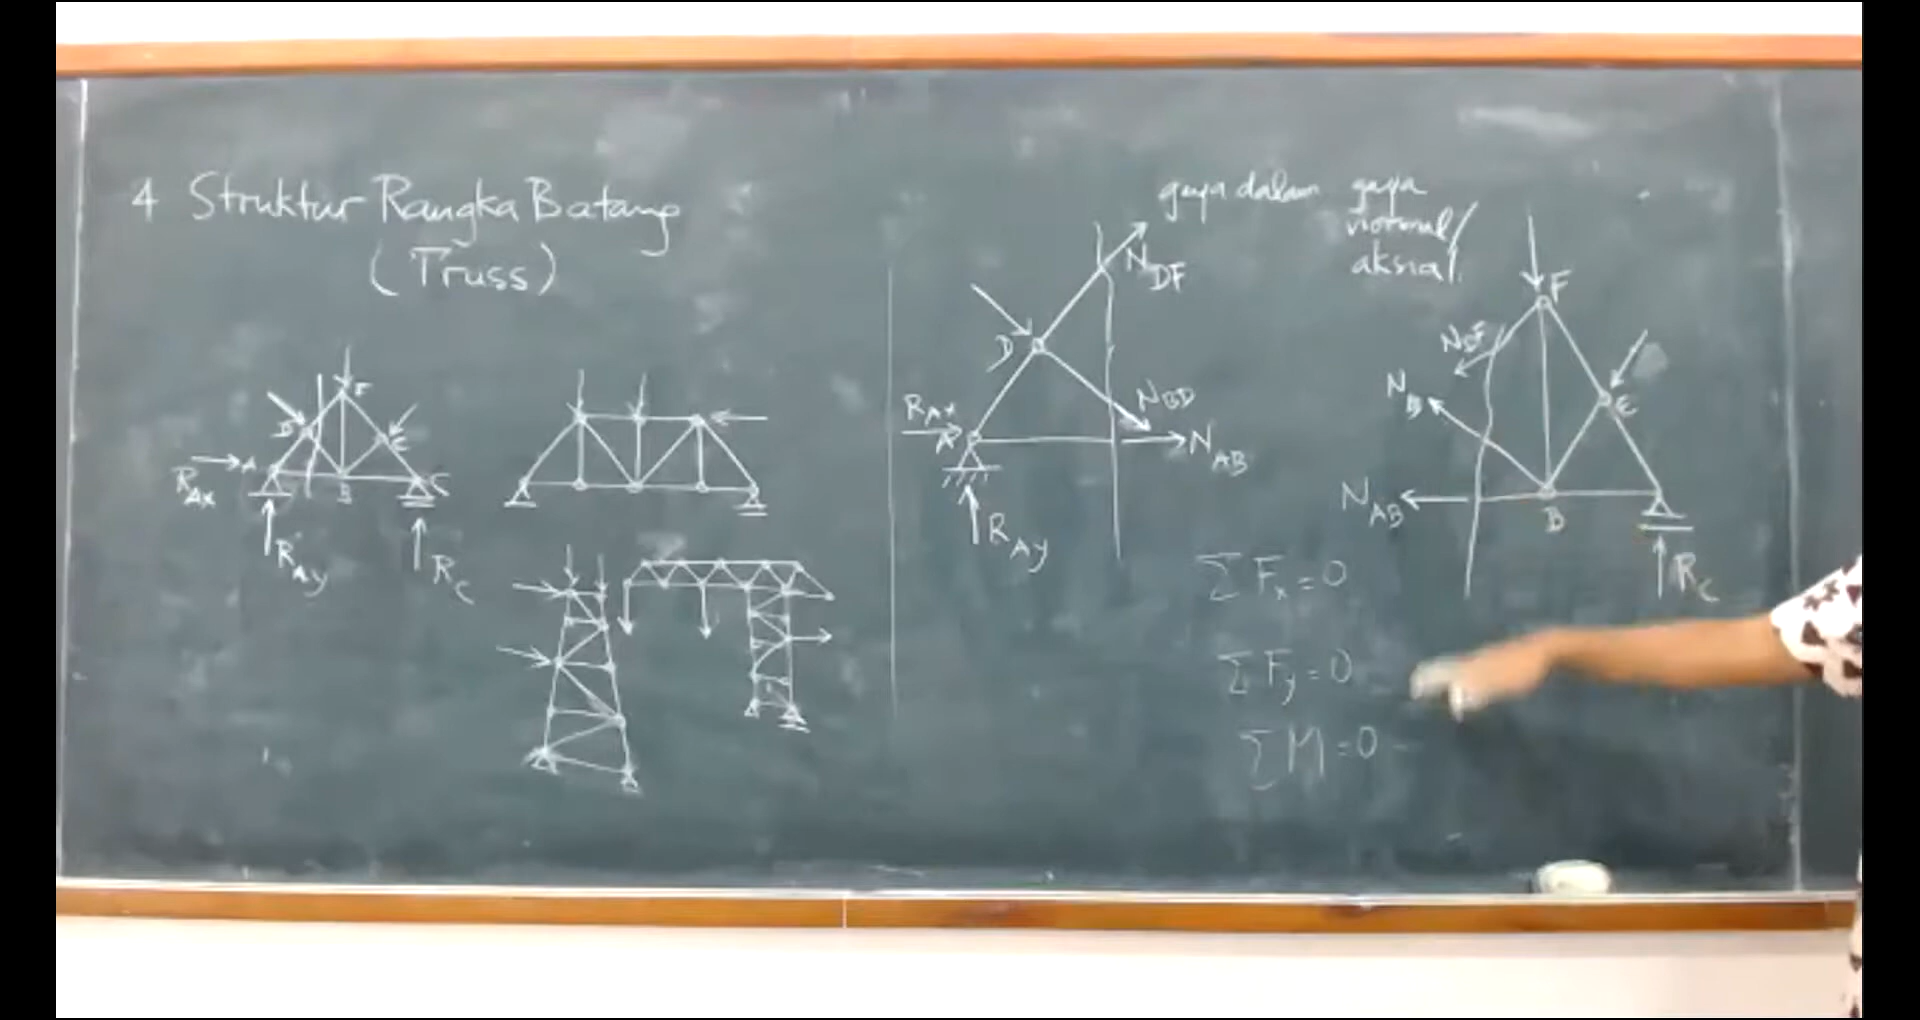 4 Struktur Rangka Batang
(Truss)
F
D
E
A
B
C
R_Ax
R_Ay
R_C
gaya dalam gaya
normal/
aksial.
N_DF
D
N_BD
R_Ax
A
N_AB
R_Ay
F
N_DF
N_B
E
N_AB
B
R_C
ΣF_x=0
ΣF_y=0
ΣM=0